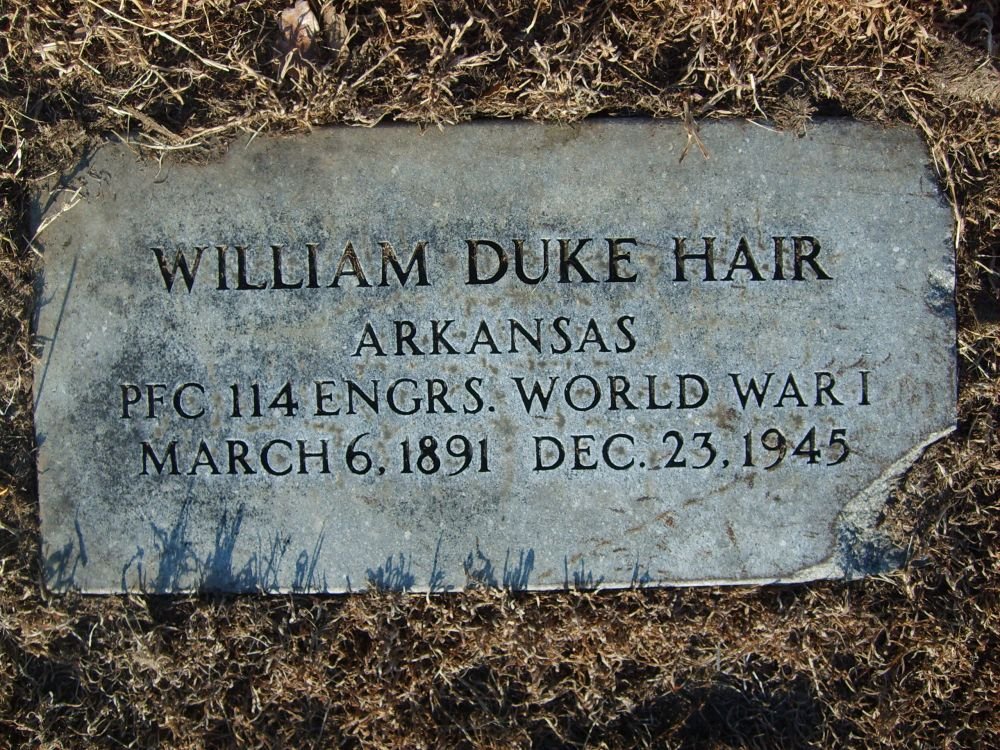 WILLIAM DUKE HAIR
ARKANSAS
PFC 114 ENGRS. WORLD WAR I
MARCH 6, 1891 DEC. 23, 1945